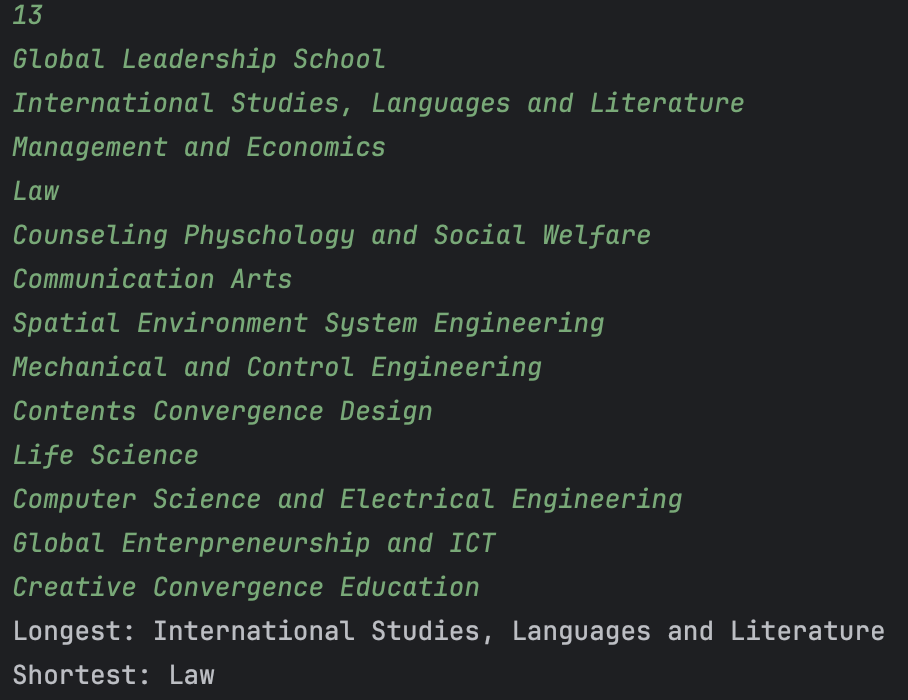 13
Global Leadership School
International Studies, Languages and Literature
Management and Economics
Law
Counseling Physchology and Social Welfare
Communication Arts
Spatial Environment System Engineering
Mechanical and Control Engineering
Contents Convergence Design
Life Science
Computer Science and Electrical Engineering
Global Enterpreneurship and ICT
Creative Convergence Education
Longest: International Studies, Languages and Literature
Shortest: Law